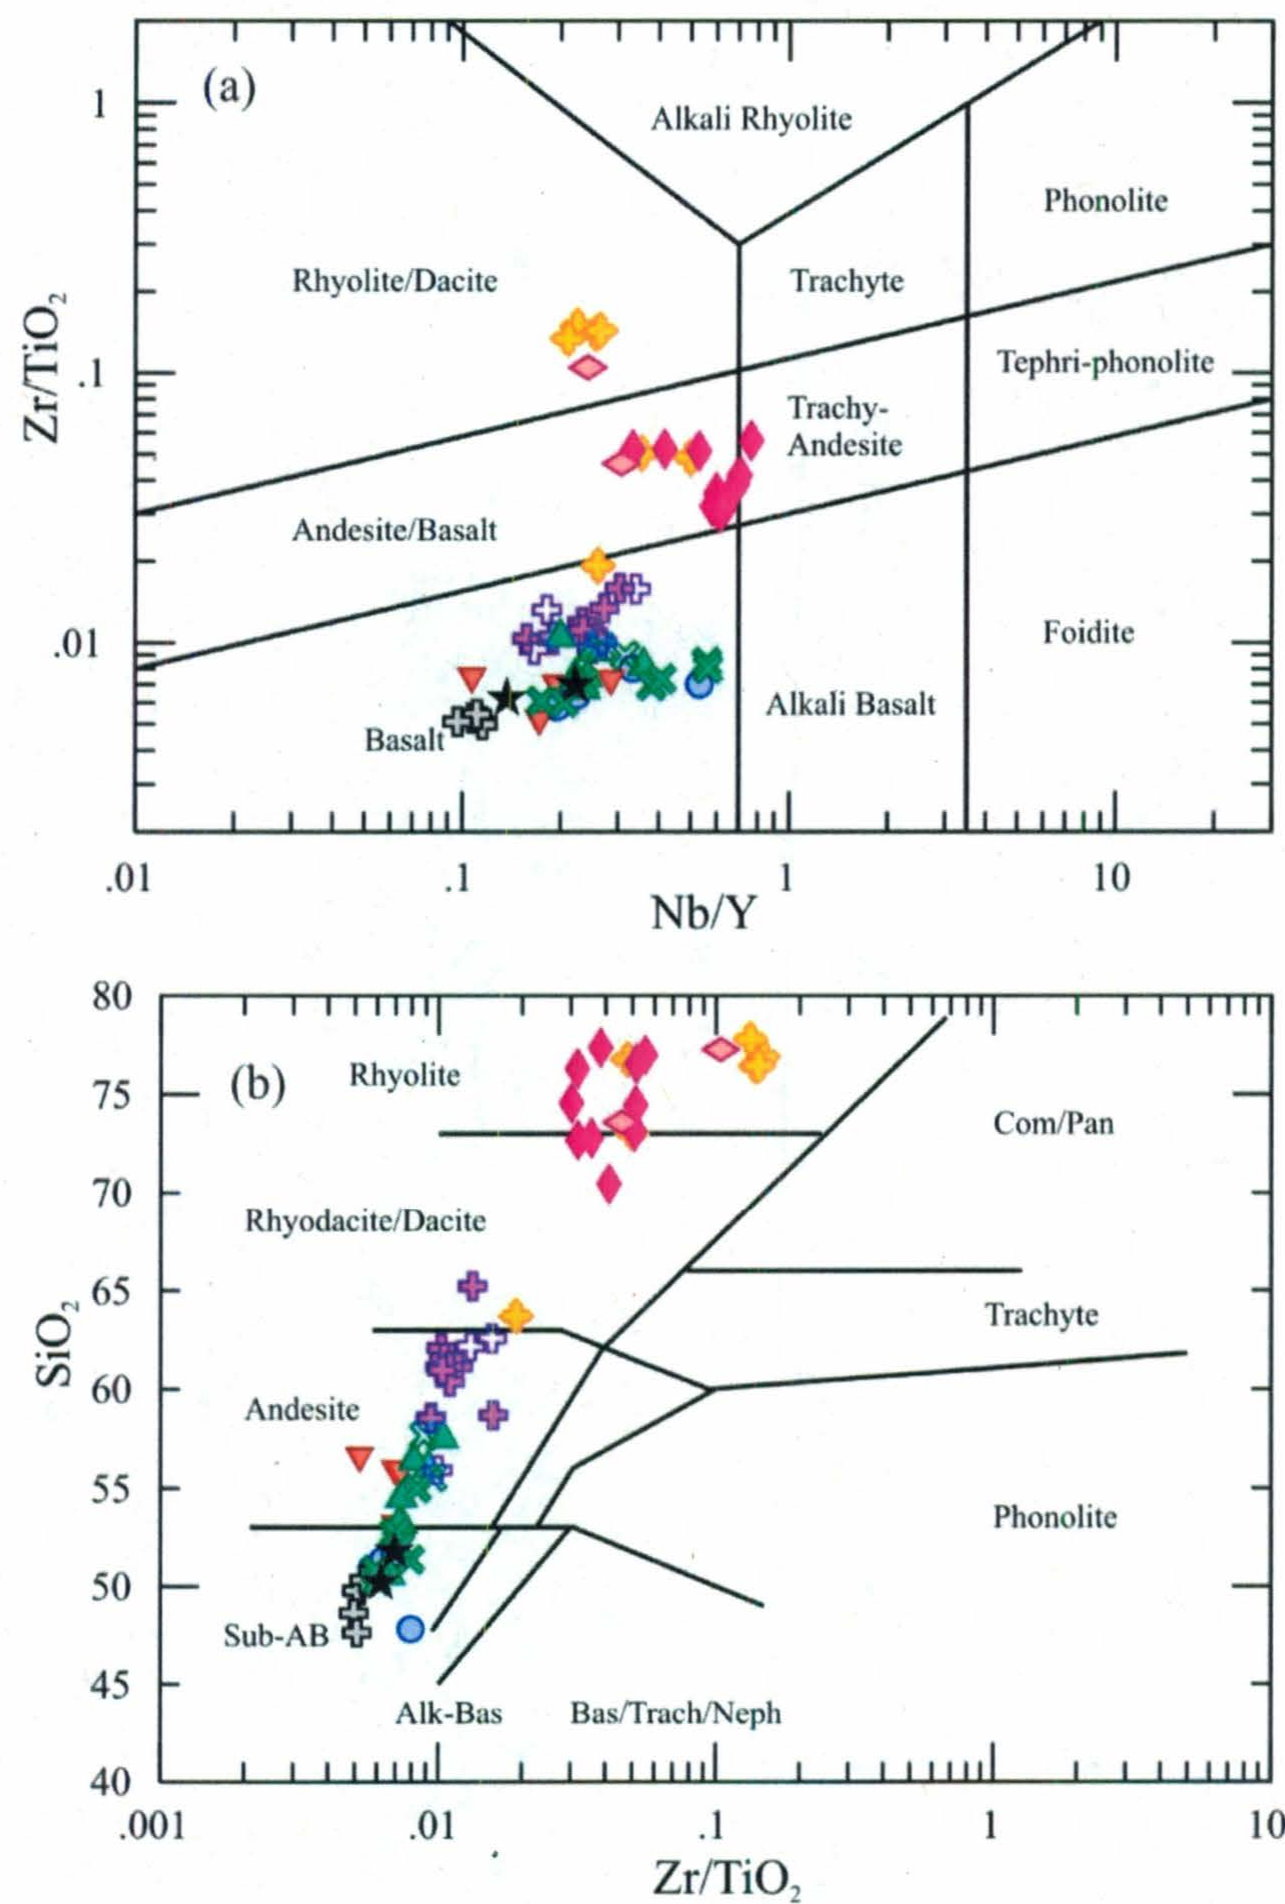 (a)
1
Alkali Rhyolite
Phonolite
Rhyolite/Dacite
Trachyte
Zr/TiO₂
.1
Tephri-phonolite
Trachy-
Andesite
Andesite/Basalt
.01
Foidite
Alkali Basalt
Basalt
.01
.1
1
10
Nb/Y
80
(b)
Rhyolite
75
Com/Pan
70
Rhyodacite/Dacite
65
Trachyte
SiO₂
60
Andesite
55
Phonolite
50
Sub-AB
45
Alk-Bas
Bas/Trach/Neph
40
.001
.01
.1
1
10
Zr/TiO₂